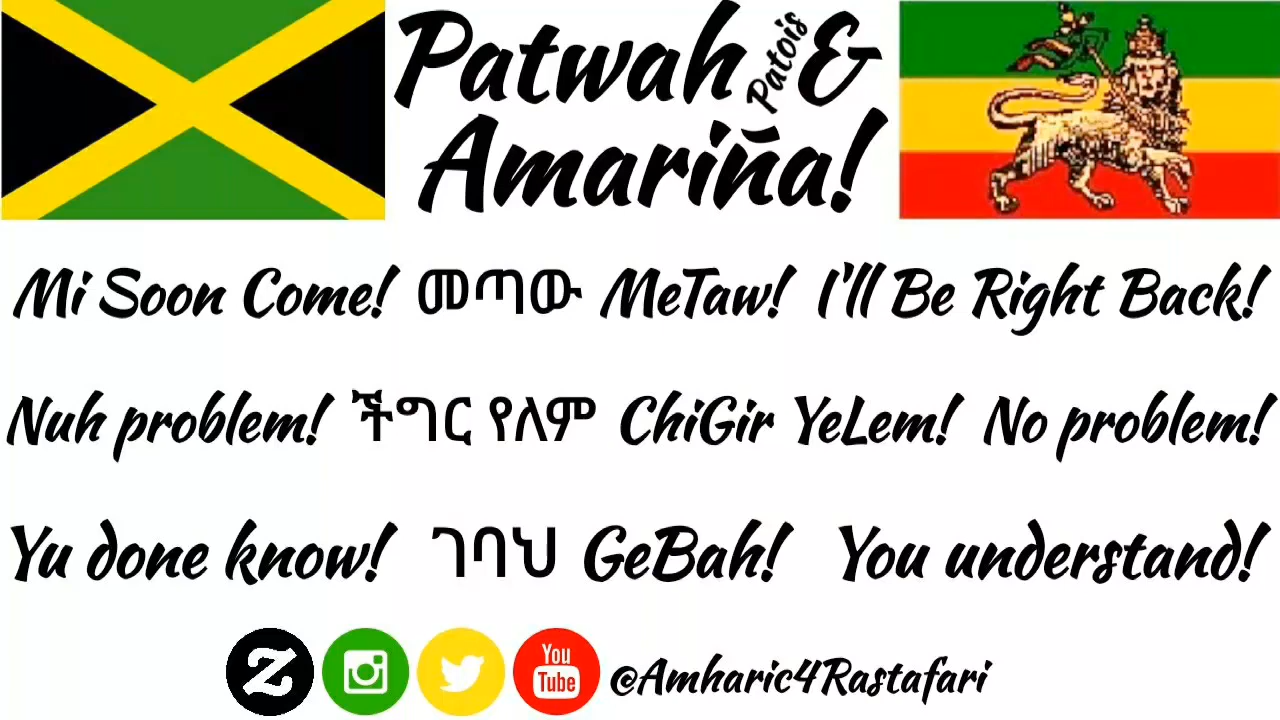 Patwah Patois &
Amariña!
Mi Soon Come! መጣው MeTaw! I'll Be Right Back!
Nuh problem! ችግር የለም ChiGir YeLem! No problem!
Yu done know! ገባህ GeBah! You understand!
Z You Tube @Amharic4Rastafari